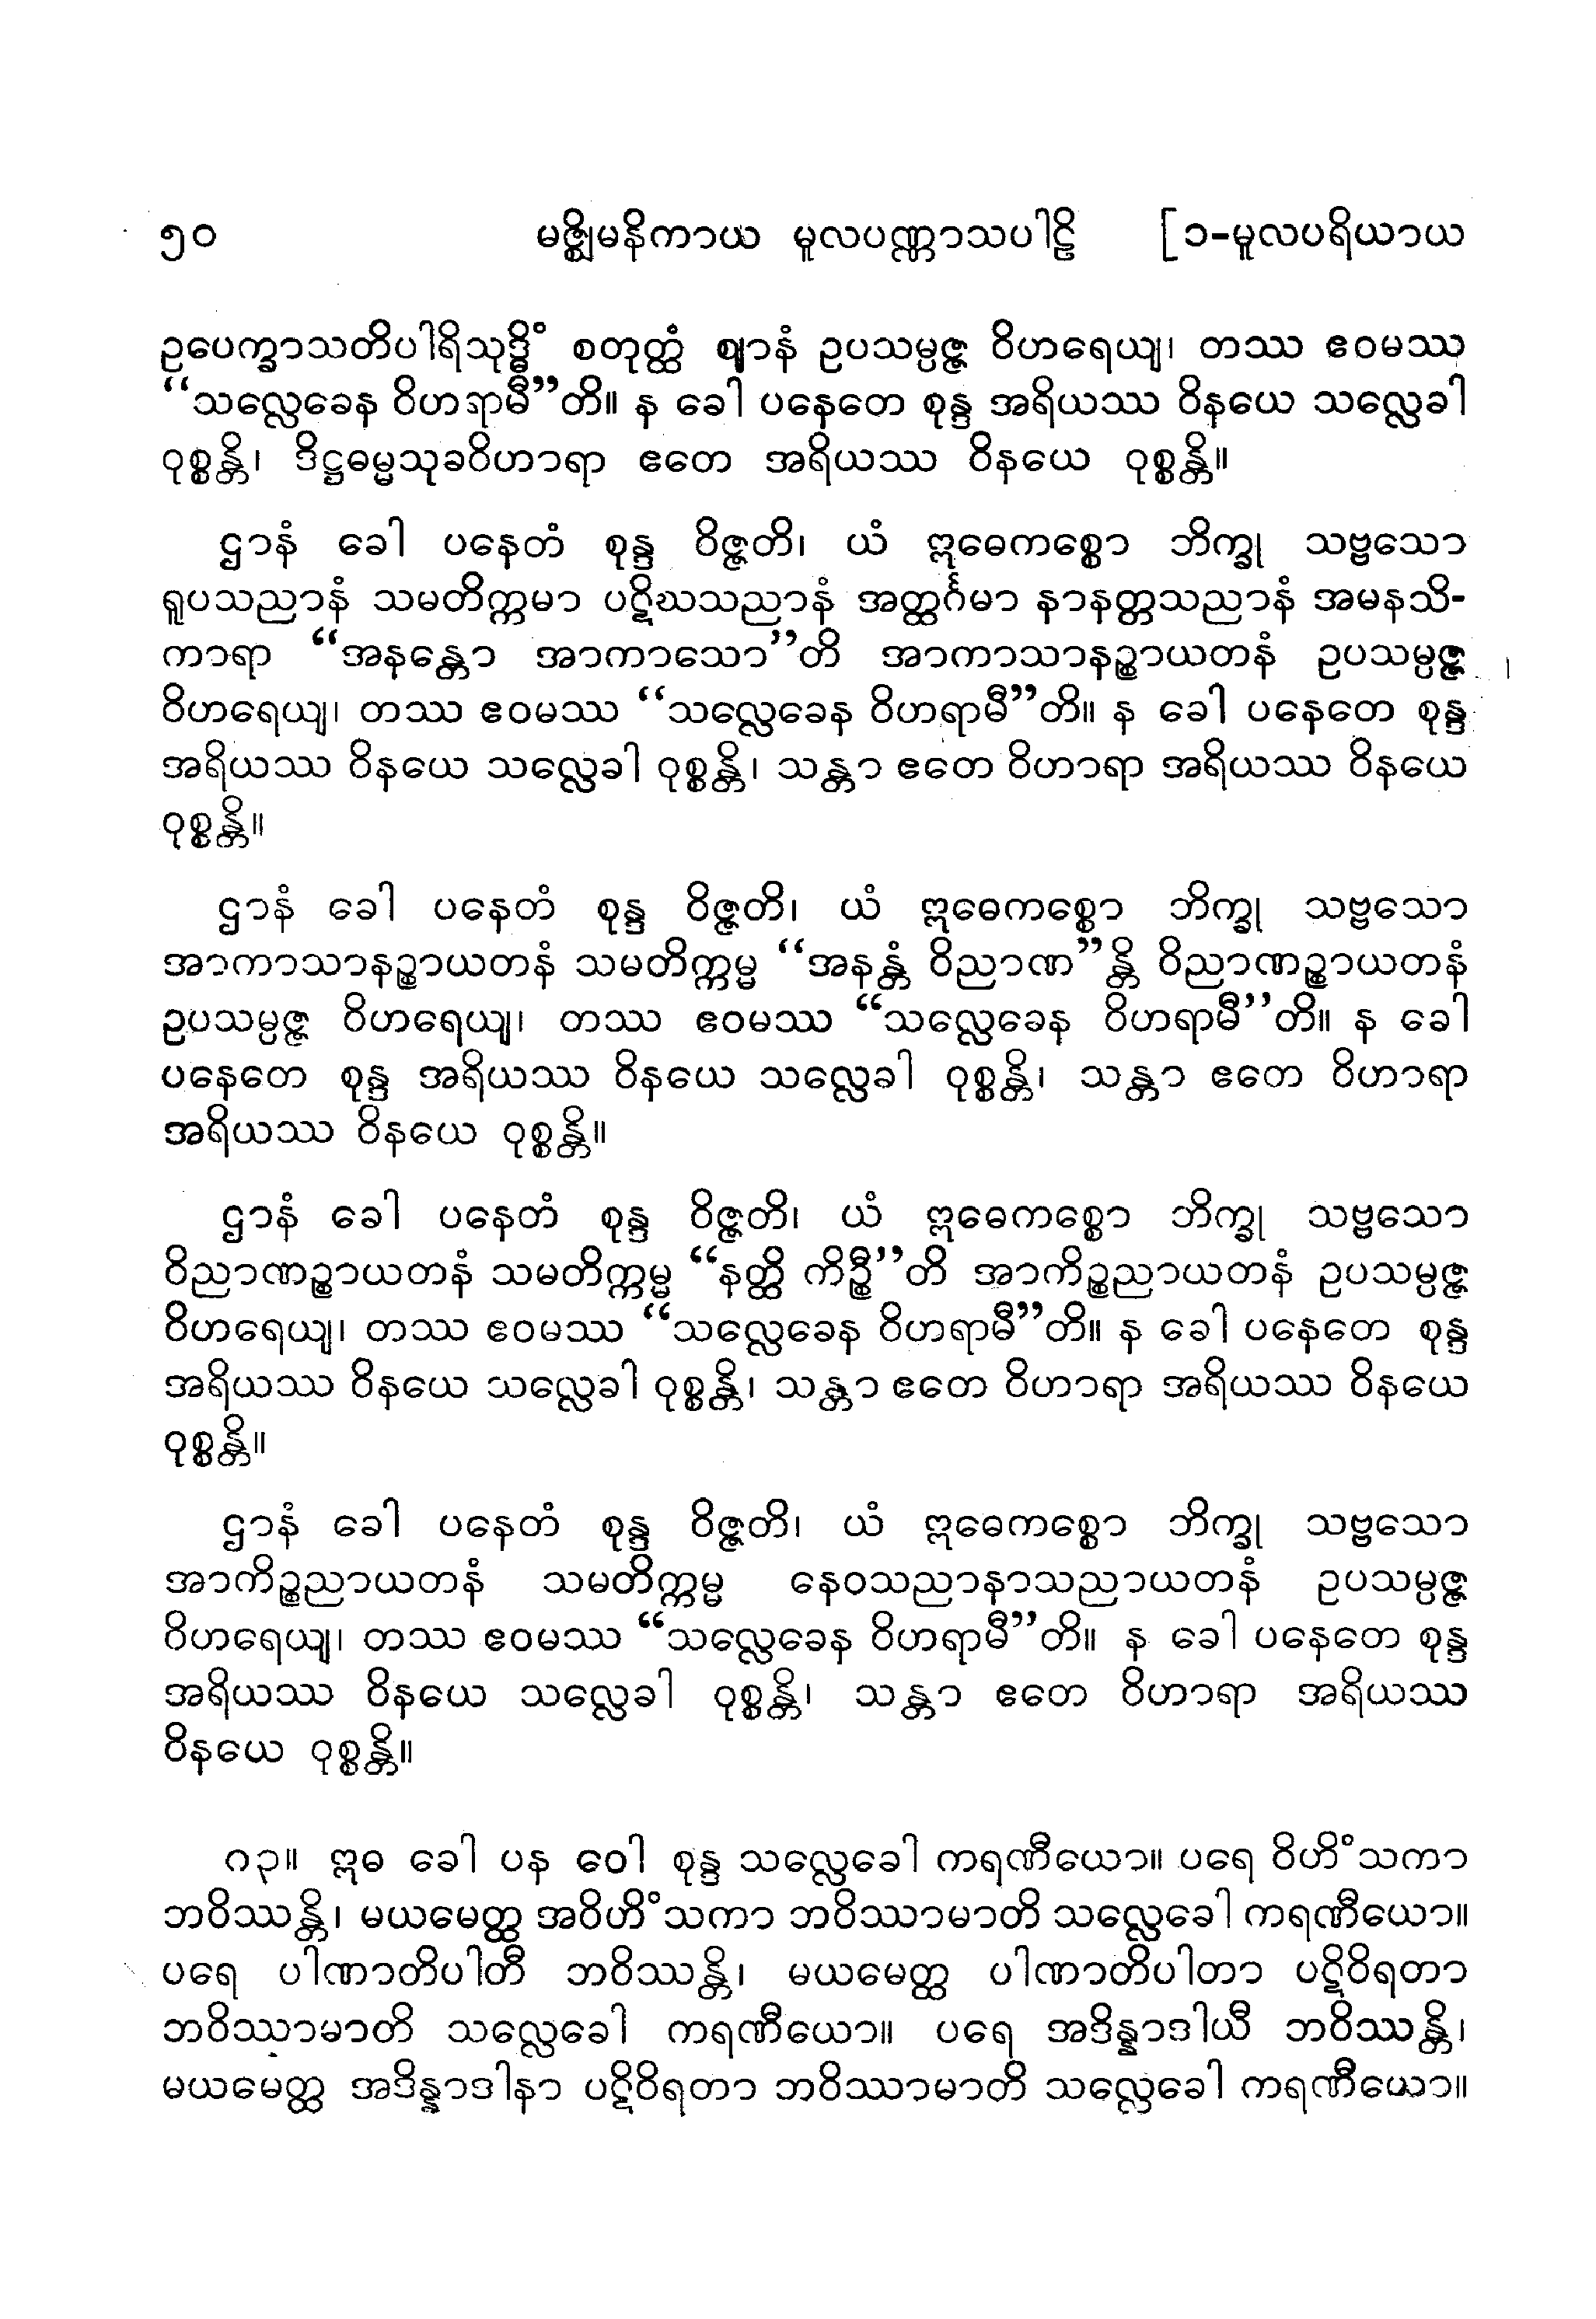 ၅၀ မဇ္ဈိမနိကာယ မူလပဏ္ဏာသပါဠိ [၁-မူလပရိယာယ
ဥပေက္ခာသတိပါရိသုဒ္ဓိံ စတုတ္ထံ ဈာနံ ဥပသမ္ပဇ္ဇ ဝိဟရေယျ၊ တဿ ဧဝမဿ
“သလ္လေခေန ဝိဟရာမီ”တိ။ န ခေါ ပနေတေ စုန္ဒ အရိယဿ ဝိနယေ သလ္လေခါ
ဝုစ္စန္တိ၊ ဒိဋ္ဌဓမ္မသုခဝိဟာရာ ဧတေ အရိယဿ ဝိနယေ ဝုစ္စန္တိ။
ဌာနံ ခေါ ပနေတံ စုန္ဒ ဝိဇ္ဇတိ၊ ယံ ဣဓေကစ္စော ဘိက္ခု သဗ္ဗသော
ရူပသညာနံ သမတိက္ကမာ ပဋိဃသညာနံ အတ္ထင်္ဂမာ နာနတ္တသညာနံ အမနသိ-
ကာရာ “အနန္တော အာကာသော”တိ အာကာသာနဉ္စာယတနံ ဥပသမ္ပဇ္ဇ
ဝိဟရေယျ၊ တဿ ဧဝမဿ “သလ္လေခေန ဝိဟရာမီ”တိ။ န ခေါ ပနေတေ စုန္ဒ
အရိယဿ ဝိနယေ သလ္လေခါ ဝုစ္စန္တိ၊ သန္တာ ဧတေ ဝိဟာရာ အရိယဿ ဝိနယေ
ဝုစ္စန္တိ။
ဌာနံ ခေါ ပနေတံ စုန္ဒ ဝိဇ္ဇတိ၊ ယံ ဣဓေကစ္စော ဘိက္ခု သဗ္ဗသော
အာကာသာနဉ္စာယတနံ သမတိက္ကမ္မ “အနန္တံ ဝိညာဏ”န္တိ ဝိညာဏဉ္စာယတနံ
ဥပသမ္ပဇ္ဇ ဝိဟရေယျ၊ တဿ ဧဝမဿ “သလ္လေခေန ဝိဟရာမီ”တိ။ န ခေါ
ပနေတေ စုန္ဒ အရိယဿ ဝိနယေ သလ္လေခါ ဝုစ္စန္တိ၊ သန္တာ ဧတေ ဝိဟာရာ
အရိယဿ ဝိနယေ ဝုစ္စန္တိ။
ဌာနံ ခေါ ပနေတံ စုန္ဒ ဝိဇ္ဇတိ၊ ယံ ဣဓေကစ္စော ဘိက္ခု သဗ္ဗသော
ဝိညာဏဉ္စာယတနံ သမတိက္ကမ္မ “နတ္ထိ ကိဉ္စီ”တိ အာကိဉ္စညာယတနံ ဥပသမ္ပဇ္ဇ
ဝိဟရေယျ၊ တဿ ဧဝမဿ “သလ္လေခေန ဝိဟရာမီ”တိ။ န ခေါ ပနေတေ စုန္ဒ
အရိယဿ ဝိနယေ သလ္လေခါ ဝုစ္စန္တိ၊ သန္တာ ဧတေ ဝိဟာရာ အရိယဿ ဝိနယေ
ဝုစ္စန္တိ။
ဌာနံ ခေါ ပနေတံ စုန္ဒ ဝိဇ္ဇတိ၊ ယံ ဣဓေကစ္စော ဘိက္ခု သဗ္ဗသော
အာကိဉ္စညာယတနံ သမတိက္ကမ္မ နေဝသညာနာသညာယတနံ ဥပသမ္ပဇ္ဇ
ဝိဟရေယျ၊ တဿ ဧဝမဿ “သလ္လေခေန ဝိဟရာမီ”တိ။ န ခေါ ပနေတေ စုန္ဒ
အရိယဿ ဝိနယေ သလ္လေခါ ဝုစ္စန္တိ၊ သန္တာ ဧတေ ဝိဟာရာ အရိယဿ
ဝိနယေ ဝုစ္စန္တိ။
၈၃။ ဣဓ ခေါ ပန ဝေါ စုန္ဒ သလ္လေခေါ ကရဏီယော။ ပရေ ဝိဟိံသကာ
ဘဝိဿန္တိ၊ မယမေတ္ထ အဝိဟိံသကာ ဘဝိဿာမာတိ သလ္လေခေါ ကရဏီယော။
ပရေ ပါဏာတိပါတီ ဘဝိဿန္တိ၊ မယမေတ္ထ ပါဏာတိပါတာ ပဋိဝိရတာ
ဘဝိဿာမာတိ သလ္လေခေါ ကရဏီယော။ ပရေ အဒိန္နာဒါယီ ဘဝိဿန္တိ၊
မယမေတ္ထ အဒိန္နာဒါနာ ပဋိဝိရတာ ဘဝိဿာမာတိ သလ္လေခေါ ကရဏီယော။